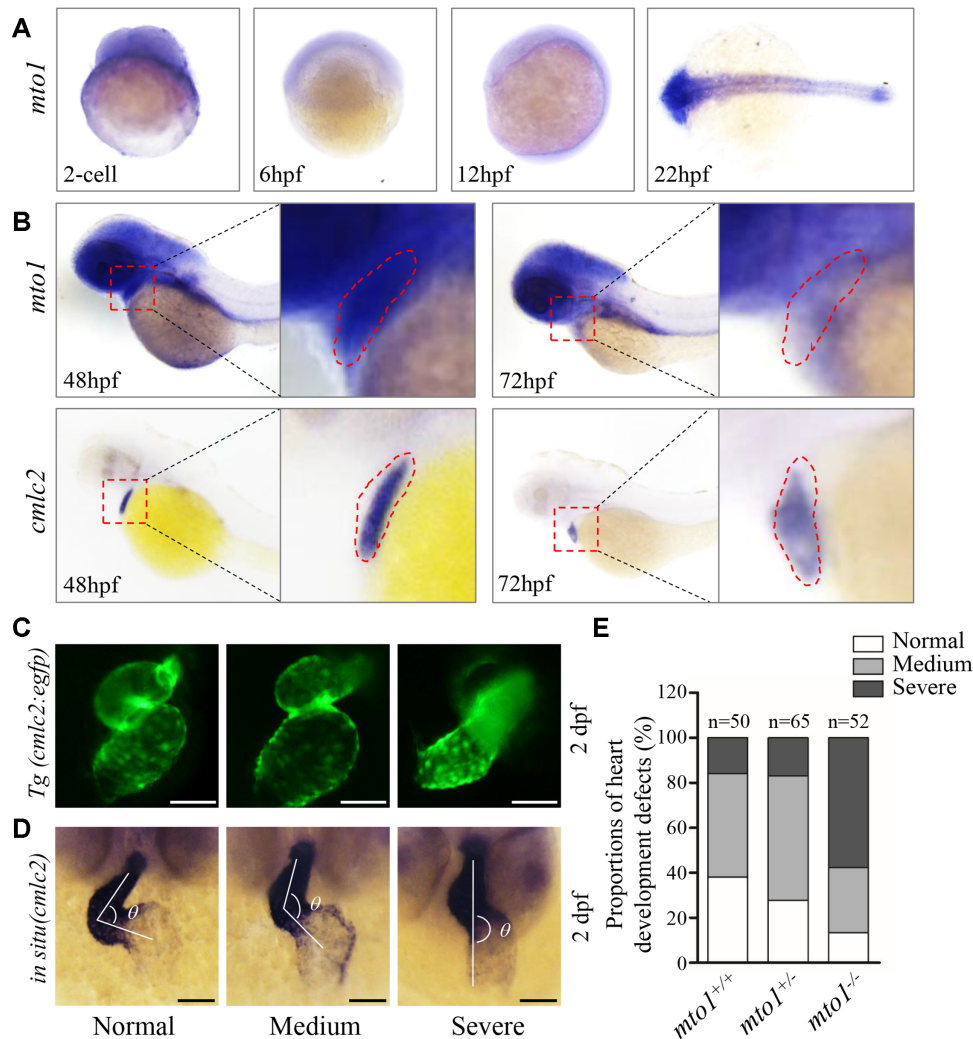 A
mto1
2-cell
6hpf
12hpf
22hpf
B
mto1
48hpf
72hpf
cmlc2
48hpf
72hpf
C
Tg (cmlc2:egfp)
2 dpf
D
in situ(cmlc2)
θ
θ
θ
2 dpf
Normal
Medium
Severe
E
Normal
Medium
Severe
Proportions of heart
development defects (%)
120
100
80
60
40
20
0
n=50
n=65
n=52
mto1+/+
mto1+/-
mto1-/-